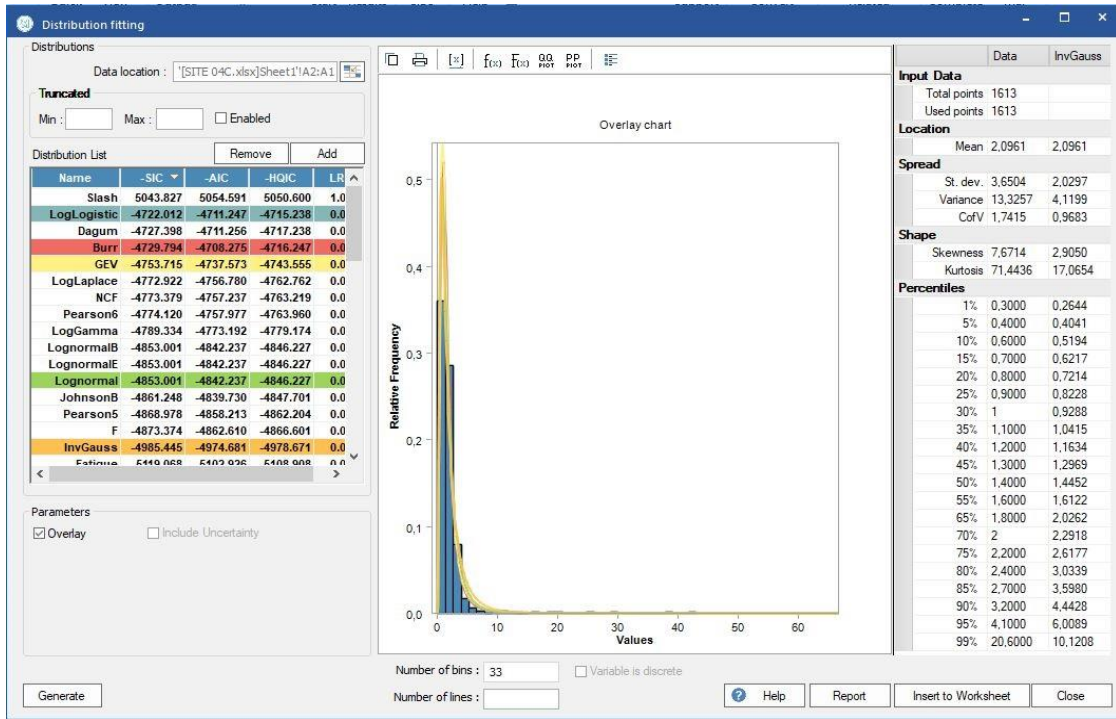 Distribution fitting
Distributions
Data location : '[SITE 04C.xlsx]Sheet1'!A2:A1
Truncated
Min : Max : Enabled
Distribution List Remove Add
Name -SIC -AIC -HQIC LR
Slash 5043.827 5054.591 5050.600 1.0
LogLogistic -4722.012 -4711.247 -4715.238 0.0
Dagum -4727.398 -4711.256 -4717.238 0.0
Burr -4729.794 -4708.275 -4716.247 0.0
GEV -4753.715 -4737.573 -4743.555 0.0
LogLaplace -4772.922 -4756.780 -4762.762 0.0
NCF -4773.379 -4757.237 -4763.219 0.0
Pearson6 -4774.120 -4757.977 -4763.960 0.0
LogGamma -4789.334 -4773.192 -4779.174 0.0
LognormalB -4853.001 -4842.237 -4846.227 0.0
LognormalE -4853.001 -4842.237 -4846.227 0.0
Lognormal -4853.001 -4842.237 -4846.227 0.0
JohnsonB -4861.248 -4839.730 -4847.701 0.0
Pearson5 -4868.978 -4858.213 -4862.204 0.0
F -4873.374 -4862.610 -4866.601 0.0
InvGauss -4985.445 -4974.681 -4978.671 0.0
Parameters
Overlay Include Uncertainty
Generate
[x] f(x) F(x) QQ PLOT PP PLOT
Overlay chart
Relative Frequency
0,5
0,4
0,3
0,2
0,1
0,0
0 10 20 30 40 50 60
Values
Number of bins : 33 Variable is discrete
Number of lines :
Help Report Insert to Worksheet Close
Data InvGauss
Input Data
Total points 1613
Used points 1613
Location
Mean 2,0961 2,0961
Spread
St. dev. 3,6504 2,0297
Variance 13,3257 4,1199
CofV 1,7415 0,9683
Shape
Skewness 7,6714 2,9050
Kurtosis 71,4436 17,0654
Percentiles
1% 0,3000 0,2644
5% 0,4000 0,4041
10% 0,6000 0,5194
15% 0,7000 0,6217
20% 0,8000 0,7214
25% 0,9000 0,8228
30% 1 0,9288
35% 1,1000 1,0415
40% 1,2000 1,1634
45% 1,3000 1,2969
50% 1,4000 1,4452
55% 1,6000 1,6122
65% 1,8000 2,0262
70% 2 2,2918
75% 2,2000 2,6177
80% 2,4000 3,0339
85% 2,7000 3,5980
90% 3,2000 4,4428
95% 4,1000 6,0089
99% 20,6000 10,1208